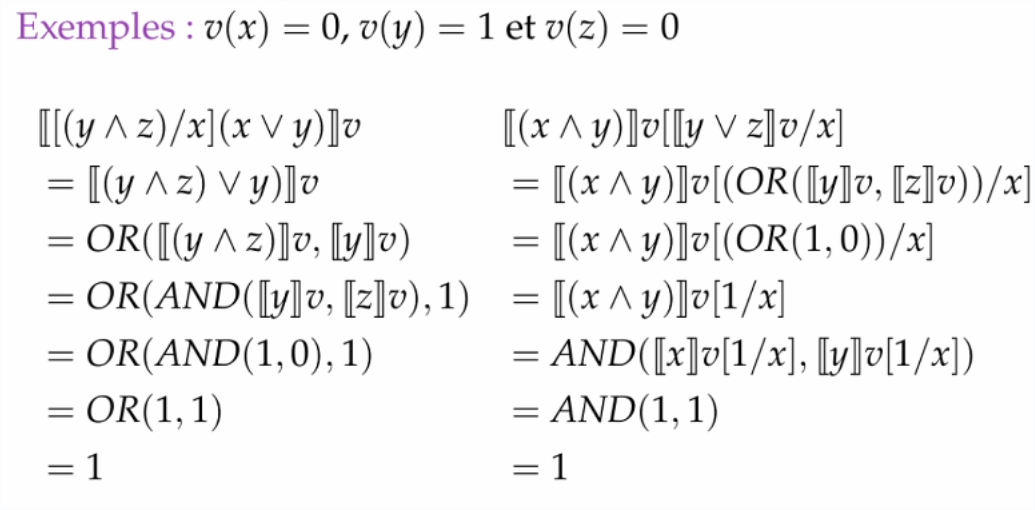 Exemples : v(x) = 0, v(y) = 1 et v(z) = 0
⟦[(y ∧ z)/x](x ∨ y)⟧v
= ⟦(y ∧ z) ∨ y)⟧v
= OR(⟦(y ∧ z)⟧v, ⟦y⟧v)
= OR(AND(⟦y⟧v, ⟦z⟧v), 1)
= OR(AND(1, 0), 1)
= OR(1, 1)
= 1
⟦(x ∧ y)⟧v[⟦y ∨ z⟧v/x]
= ⟦(x ∧ y)⟧v[(OR(⟦y⟧v, ⟦z⟧v))/x]
= ⟦(x ∧ y)⟧v[(OR(1, 0))/x]
= ⟦(x ∧ y)⟧v[1/x]
= AND(⟦x⟧v[1/x], ⟦y⟧v[1/x])
= AND(1, 1)
= 1